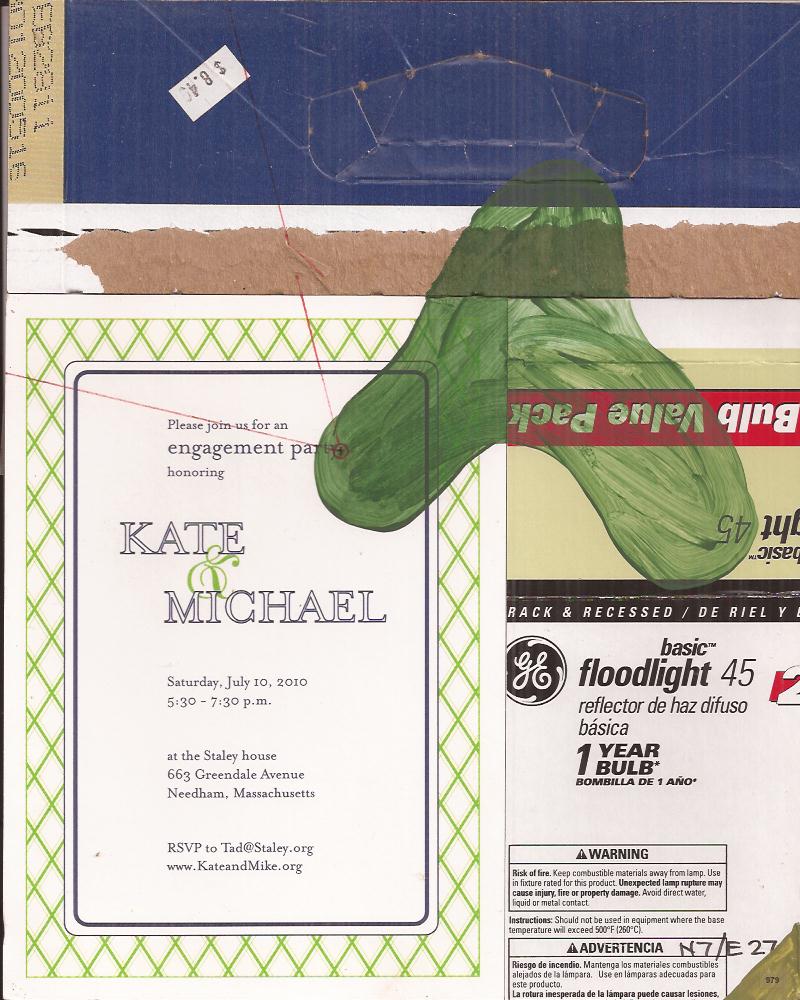 $ 8.45
Please join us for an
engagement party
honoring
KATE
&
MICHAEL
Saturday, July 10, 2010
5:30 - 7:30 p.m.
at the Staley house
663 Greendale Avenue
Needham, Massachusetts
RSVP to Tad@Staley.org
www.KateandMike.org
Bulb Value Pack
45
basic™
RACK & RECESSED / DE RIEL Y E
GE
basic™
floodlight 45
reflector de haz difuso
básica
1 YEAR
BULB*
BOMBILLA DE 1 AÑO*
2
WARNING
Risk of fire. Keep combustible materials away from lamp. Use
in fixture rated for this product. Unexpected lamp rupture may
cause injury, fire or property damage. Avoid direct water,
liquid or metal contact.
Instructions: Should not be used in equipment where the base
temperature will exceed 500°F (260°C).
ADVERTENCIA
N7/E 27
Riesgo de incendio. Mantenga los materiales combustibles
alejados de la lámpara. Use en lámparas adecuadas para
este producto.
La rotura inesperada de la lámpara puede causar lesiones,
979